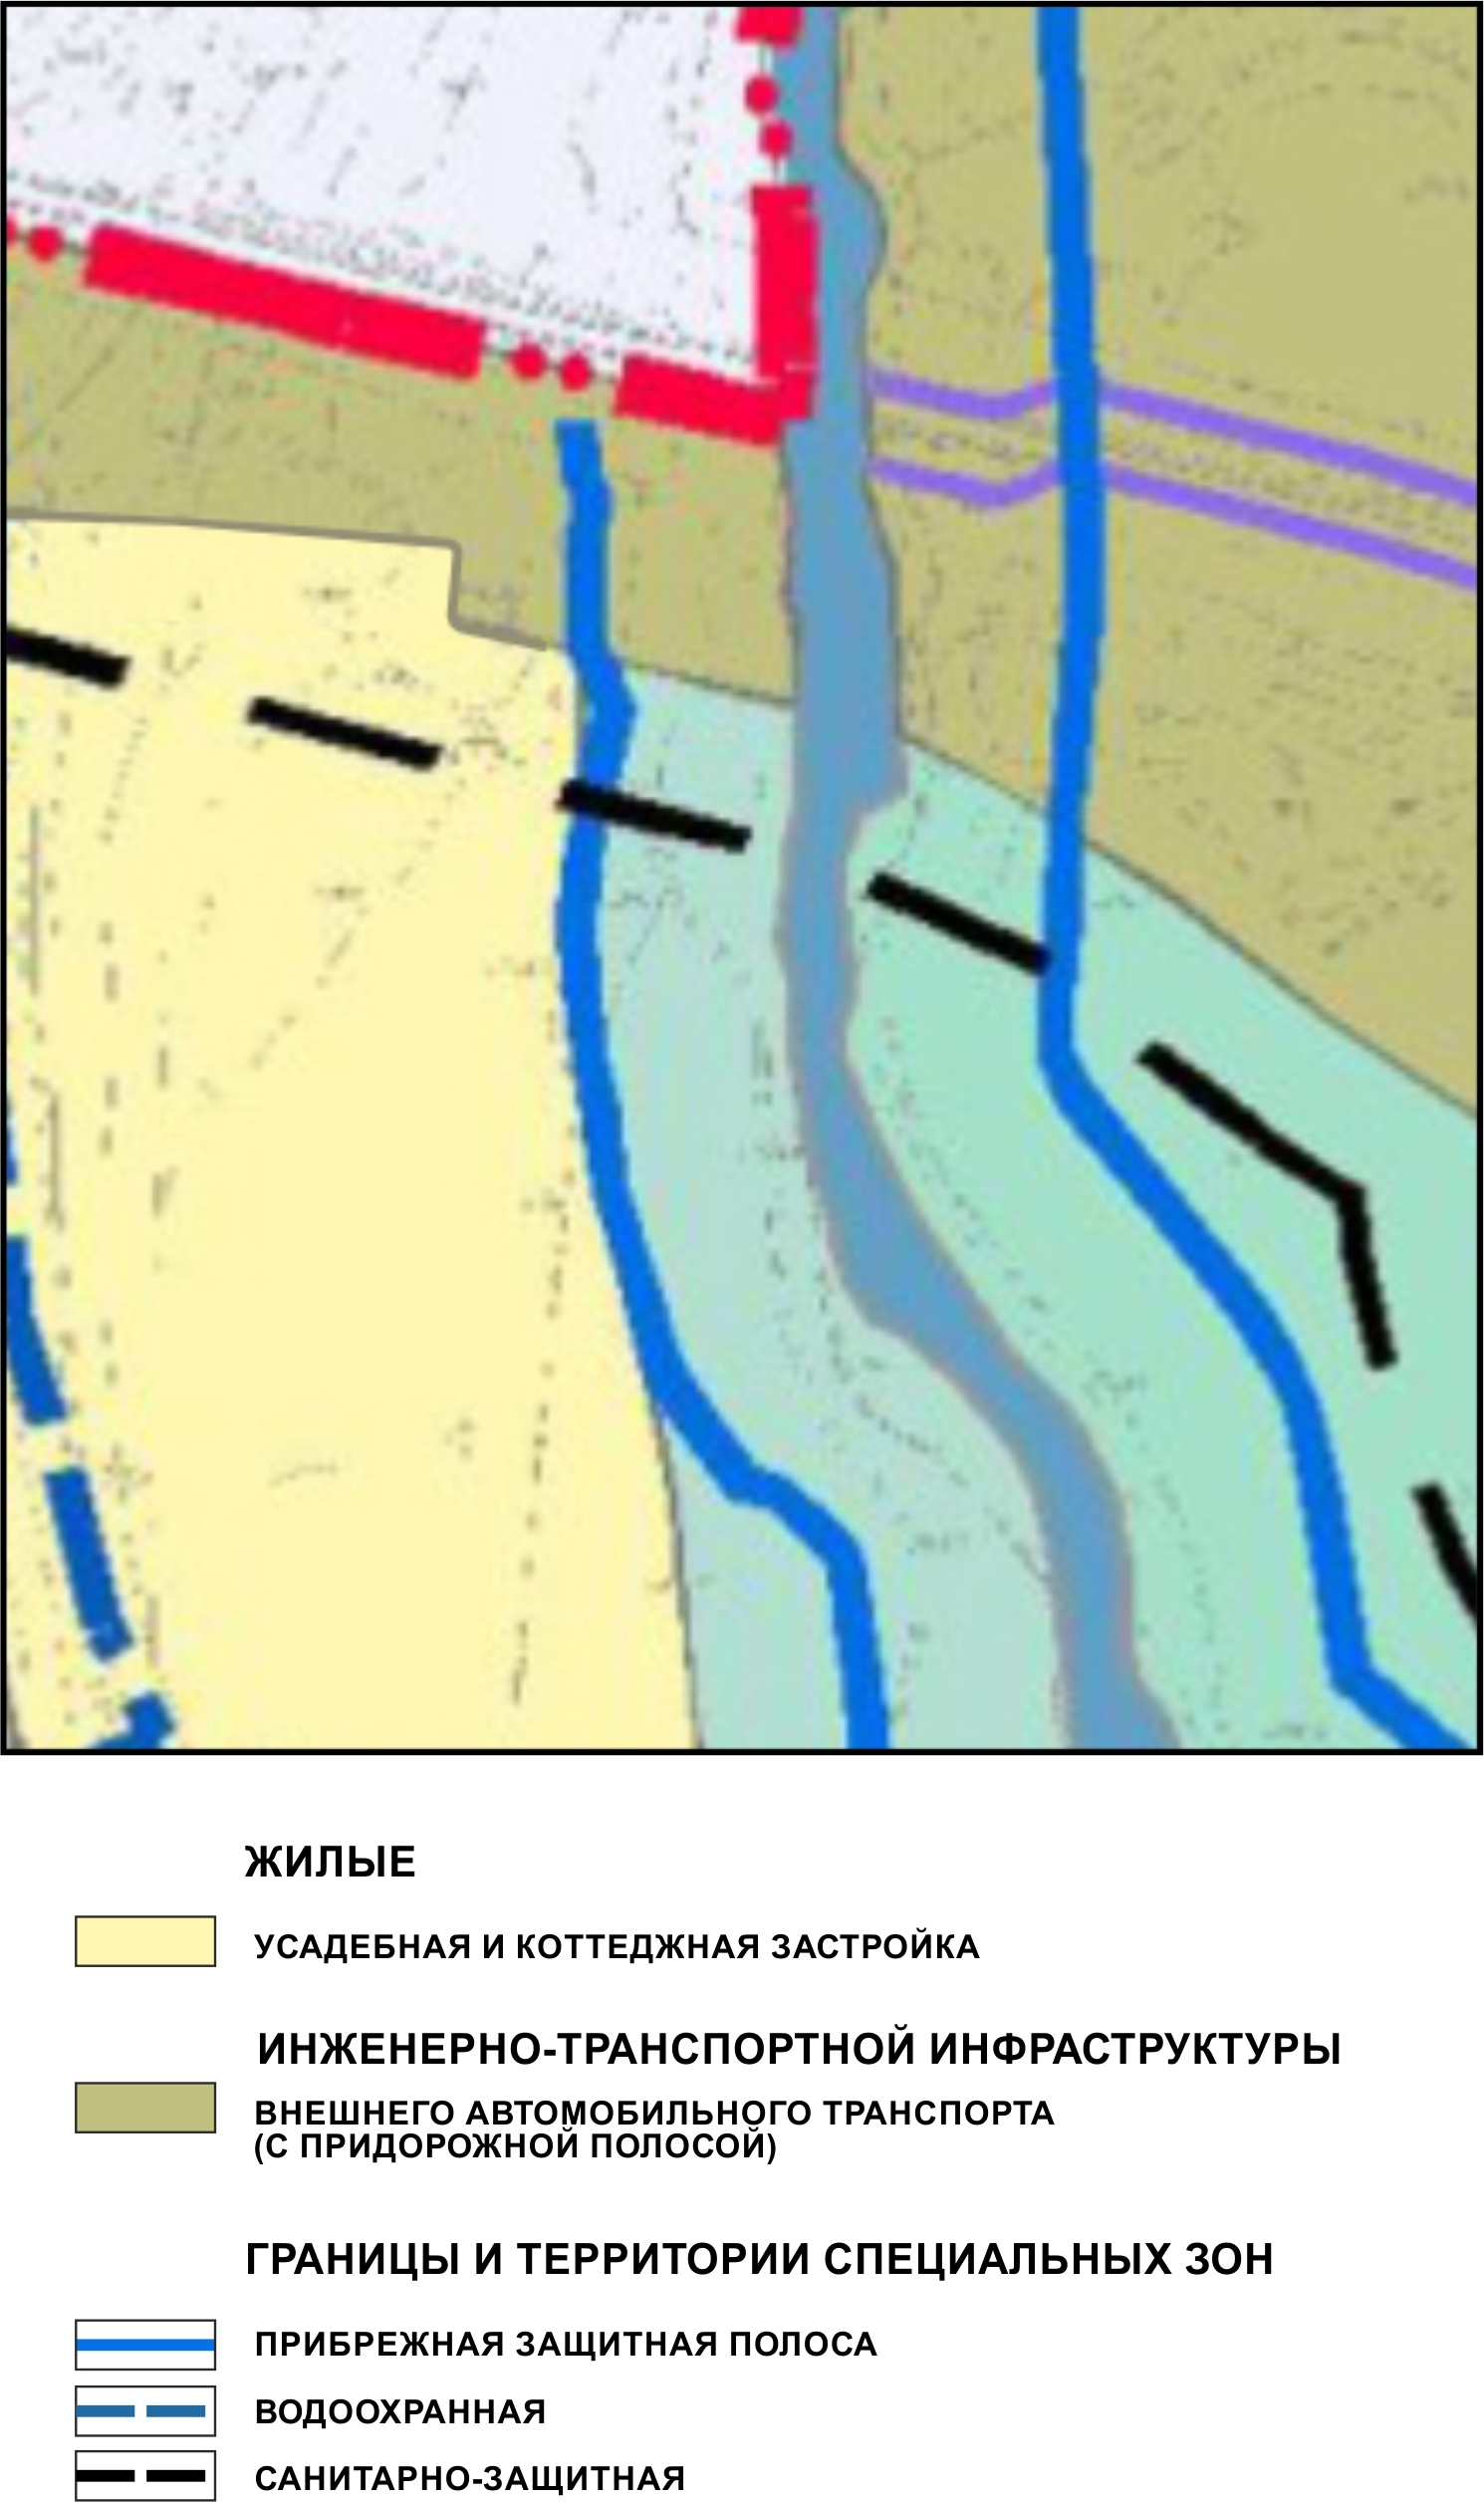 ЖИЛЫЕ
УСАДЕБНАЯ И КОТТЕДЖНАЯ ЗАСТРОЙКА
ИНЖЕНЕРНО-ТРАНСПОРТНОЙ ИНФРАСТРУКТУРЫ
ВНЕШНЕГО АВТОМОБИЛЬНОГО ТРАНСПОРТА
(С ПРИДОРОЖНОЙ ПОЛОСОЙ)
ГРАНИЦЫ И ТЕРРИТОРИИ СПЕЦИАЛЬНЫХ ЗОН
ПРИБРЕЖНАЯ ЗАЩИТНАЯ ПОЛОСА
ВОДООХРАННАЯ
САНИТАРНО-ЗАЩИТНАЯ